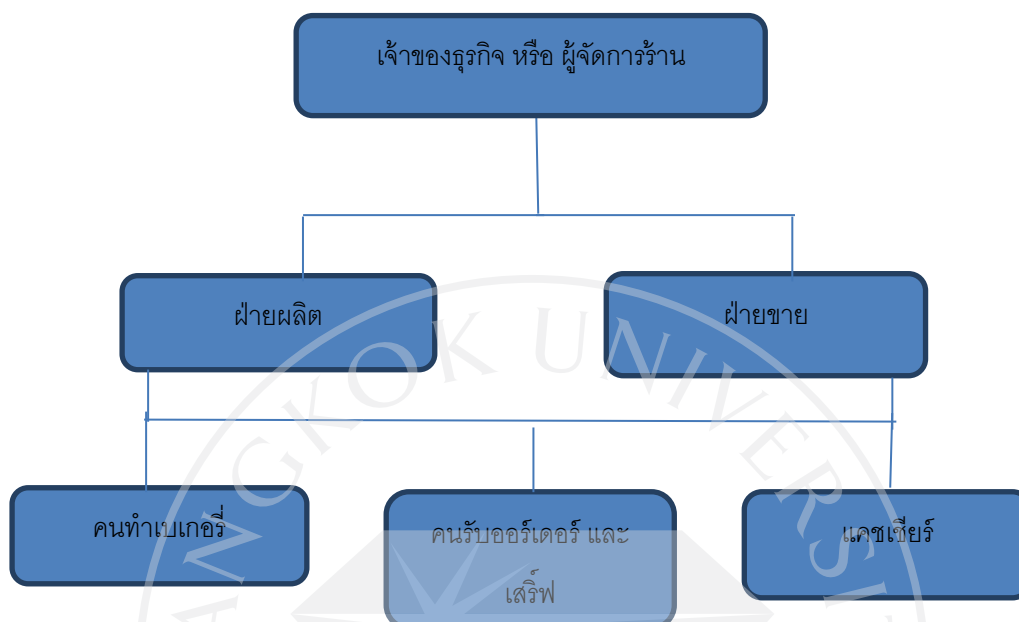 เจ้าของธุรกิจ หรือ ผู้จัดการร้าน
ฝ่ายผลิต
ฝ่ายขาย
คนทำเบเกอรี่
คนรับออร์เดอร์ และ
เสริ์ฟ
แคชเชียร์
ANGKOK UNIVERSI